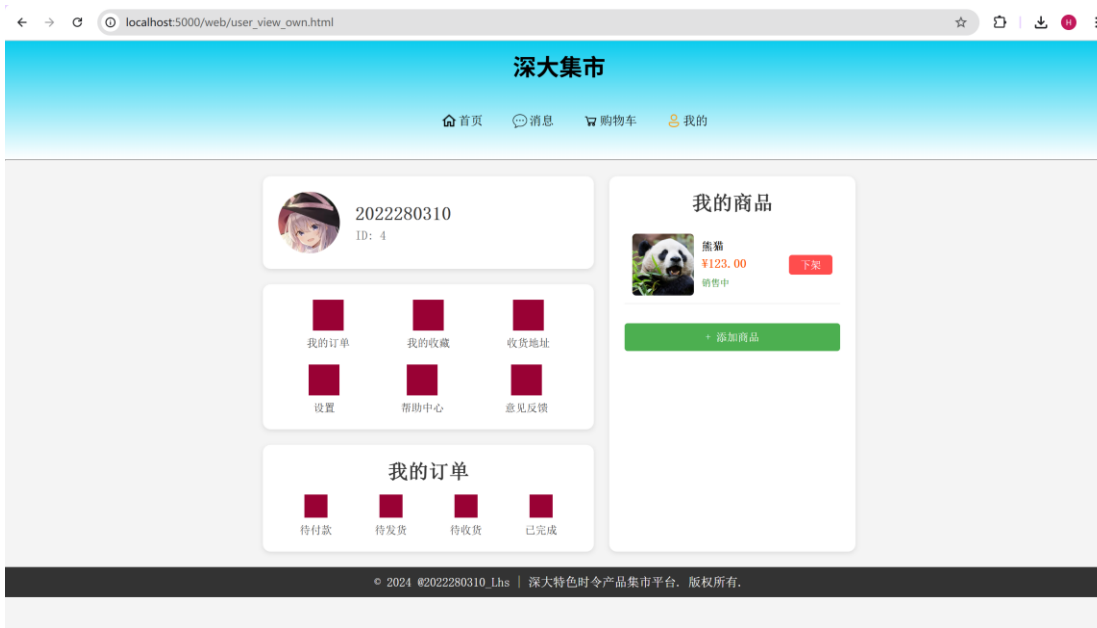 localhost:5000/web/user_view_own.html
H
深大集市
首页 消息 购物车 我的
2022280310
ID: 4
我的订单 我的收藏 收货地址
设置 帮助中心 意见反馈
我的订单
待付款 待发货 待收货 已完成
我的商品
熊猫
¥123.00
下架
销售中
+ 添加商品
© 2024 @2022280310_Lhs | 深大特色时令产品集市平台. 版权所有.